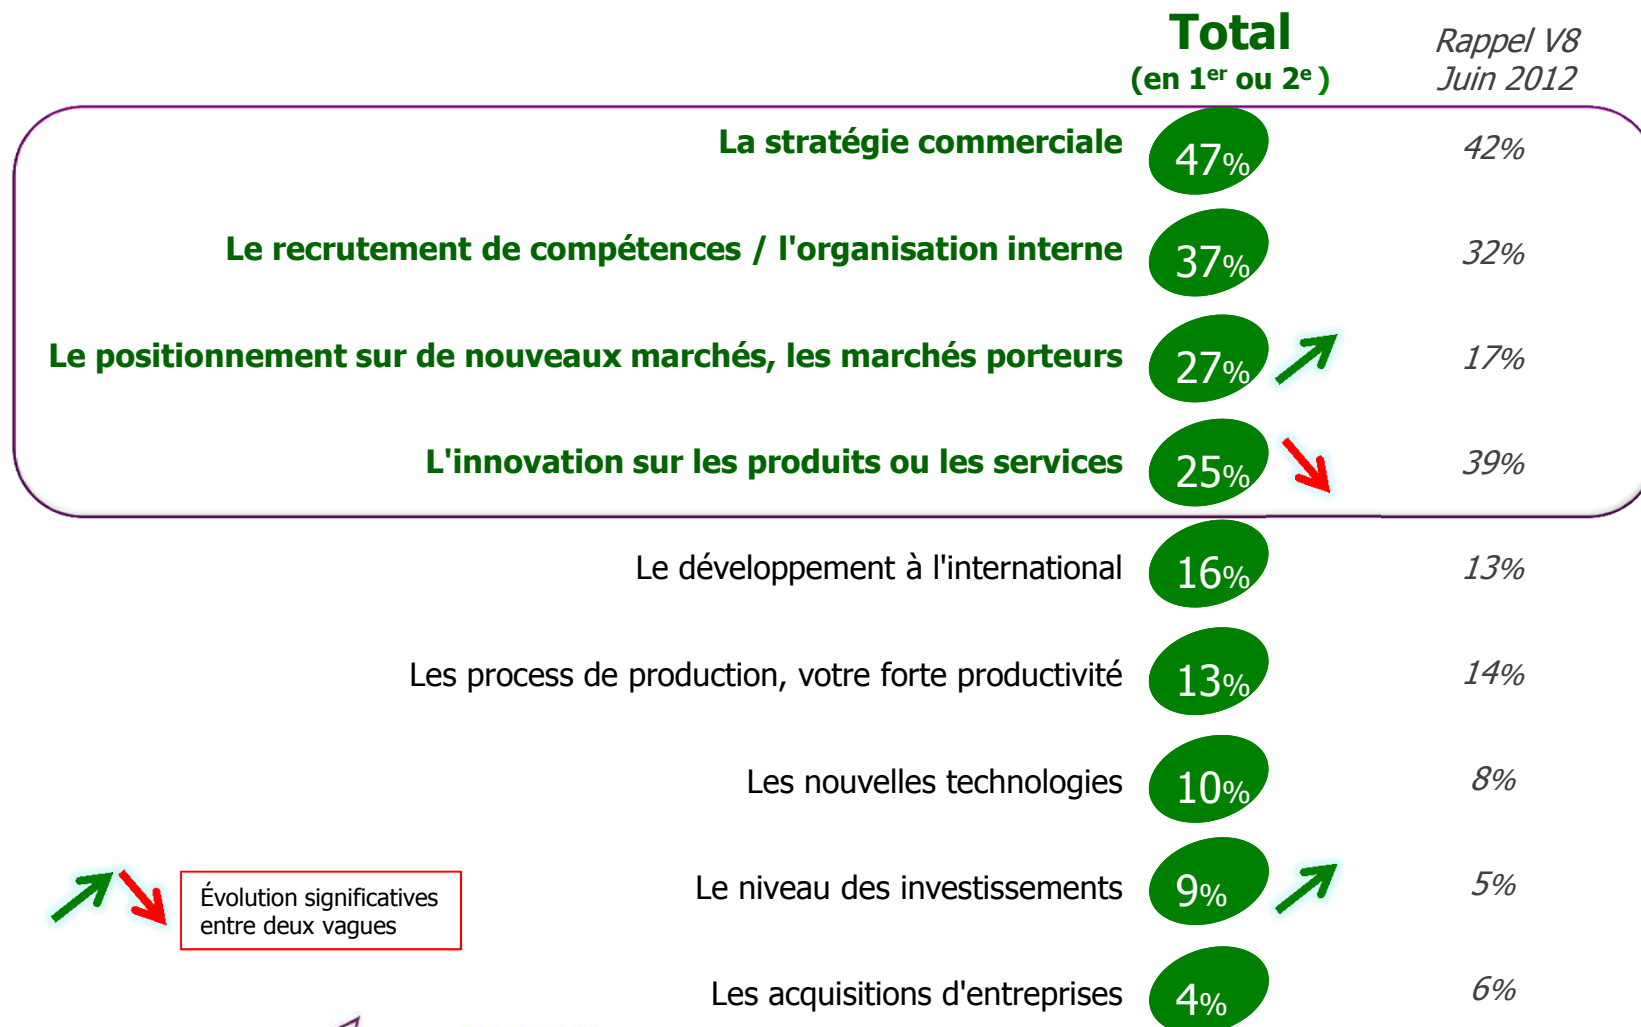 Total
(en 1er ou 2e )
Rappel V8
Juin 2012
La stratégie commerciale 47% 42%
Le recrutement de compétences / l'organisation interne 37% 32%
Le positionnement sur de nouveaux marchés, les marchés porteurs 27% 17%
L'innovation sur les produits ou les services 25% 39%
Le développement à l'international 16% 13%
Les process de production, votre forte productivité 13% 14%
Les nouvelles technologies 10% 8%
Le niveau des investissements 9% 5%
Évolution significatives
entre deux vagues
Les acquisitions d'entreprises 4% 6%